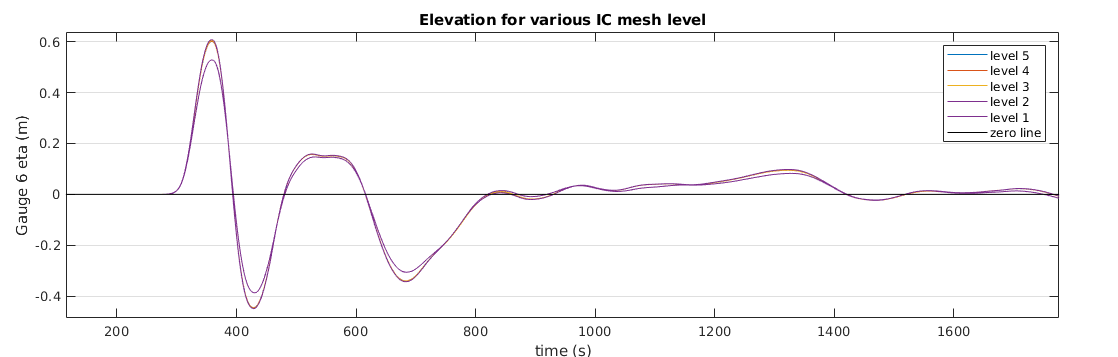 Elevation for various IC mesh level
Gauge 6 eta (m)
0.6
0.4
0.2
0
-0.2
-0.4
level 5
level 4
level 3
level 2
level 1
zero line
200 400 600 800 1000 1200 1400 1600
time (s)